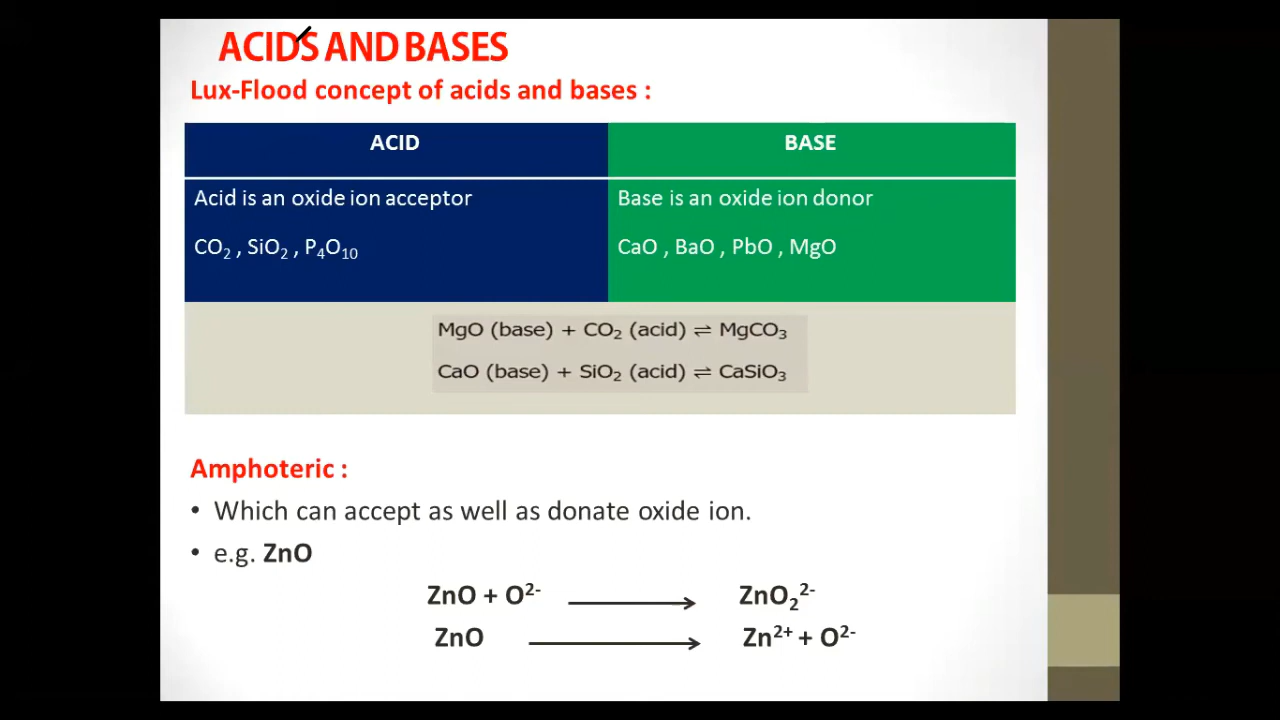 ACIDS AND BASES
Lux-Flood concept of acids and bases :
ACID
BASE
Acid is an oxide ion acceptor
CO₂ , SiO₂ , P₄O₁₀
Base is an oxide ion donor
CaO , BaO , PbO , MgO
MgO (base) + CO₂ (acid) ⇌ MgCO₃
CaO (base) + SiO₂ (acid) ⇌ CaSiO₃
Amphoteric :
• Which can accept as well as donate oxide ion.
• e.g. ZnO
ZnO + O²⁻ ⟶ ZnO₂²⁻
ZnO ⟶ Zn²⁺ + O²⁻